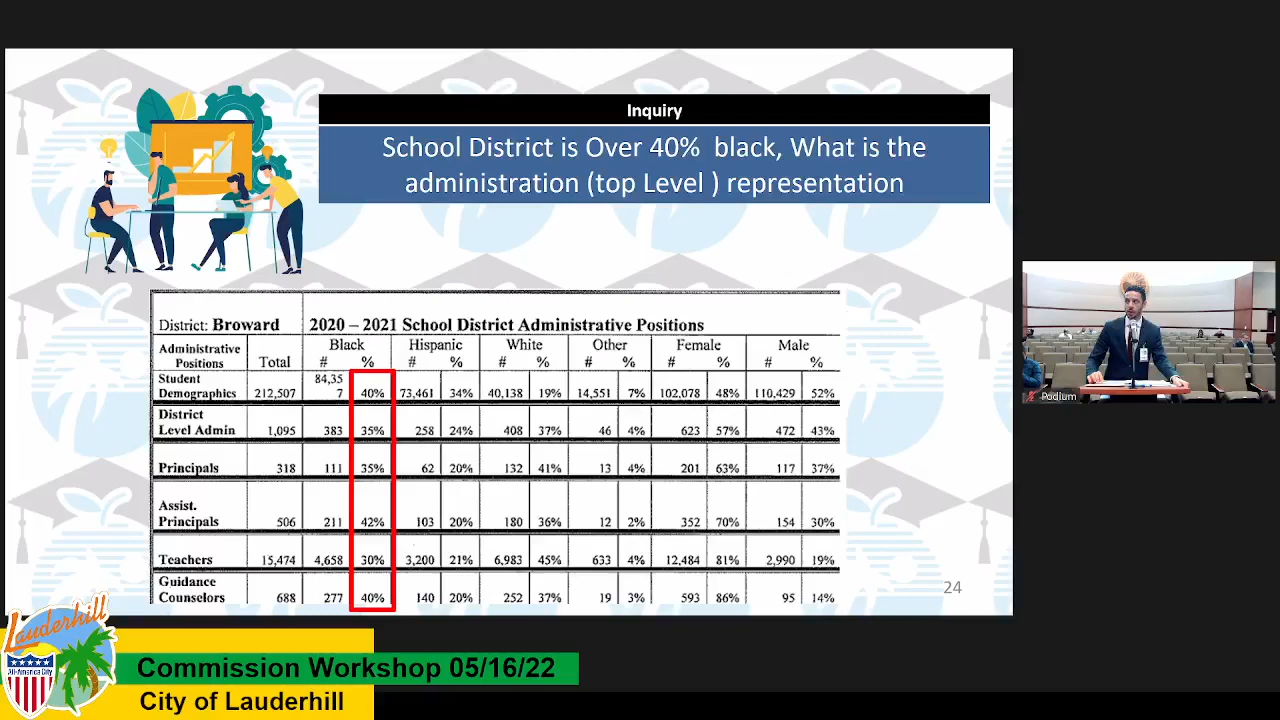 Inquiry
School District is Over 40% black, What is the
administration (top Level ) representation
District: Broward 2020 – 2021 School District Administrative Positions
Administrative Positions Total Black # % Hispanic # % White # % Other # % Female # % Male # %
Student Demographics 212,507 84,357 40% 73,461 34% 40,138 19% 14,551 7% 102,078 48% 110,429 52%
District Level Admin 1,095 383 35% 258 24% 408 37% 46 4% 623 57% 472 43%
Principals 318 111 35% 62 20% 132 41% 13 4% 201 63% 117 37%
Assist. Principals 506 211 42% 103 20% 180 36% 12 2% 352 70% 154 30%
Teachers 15,474 4,658 30% 3,200 21% 6,983 45% 633 4% 12,484 81% 2,990 19%
Guidance Counselors 688 277 40% 140 20% 252 37% 19 3% 593 86% 95 14%
24
Podium
Lauderhill
All-America City
Commission Workshop 05/16/22
City of Lauderhill